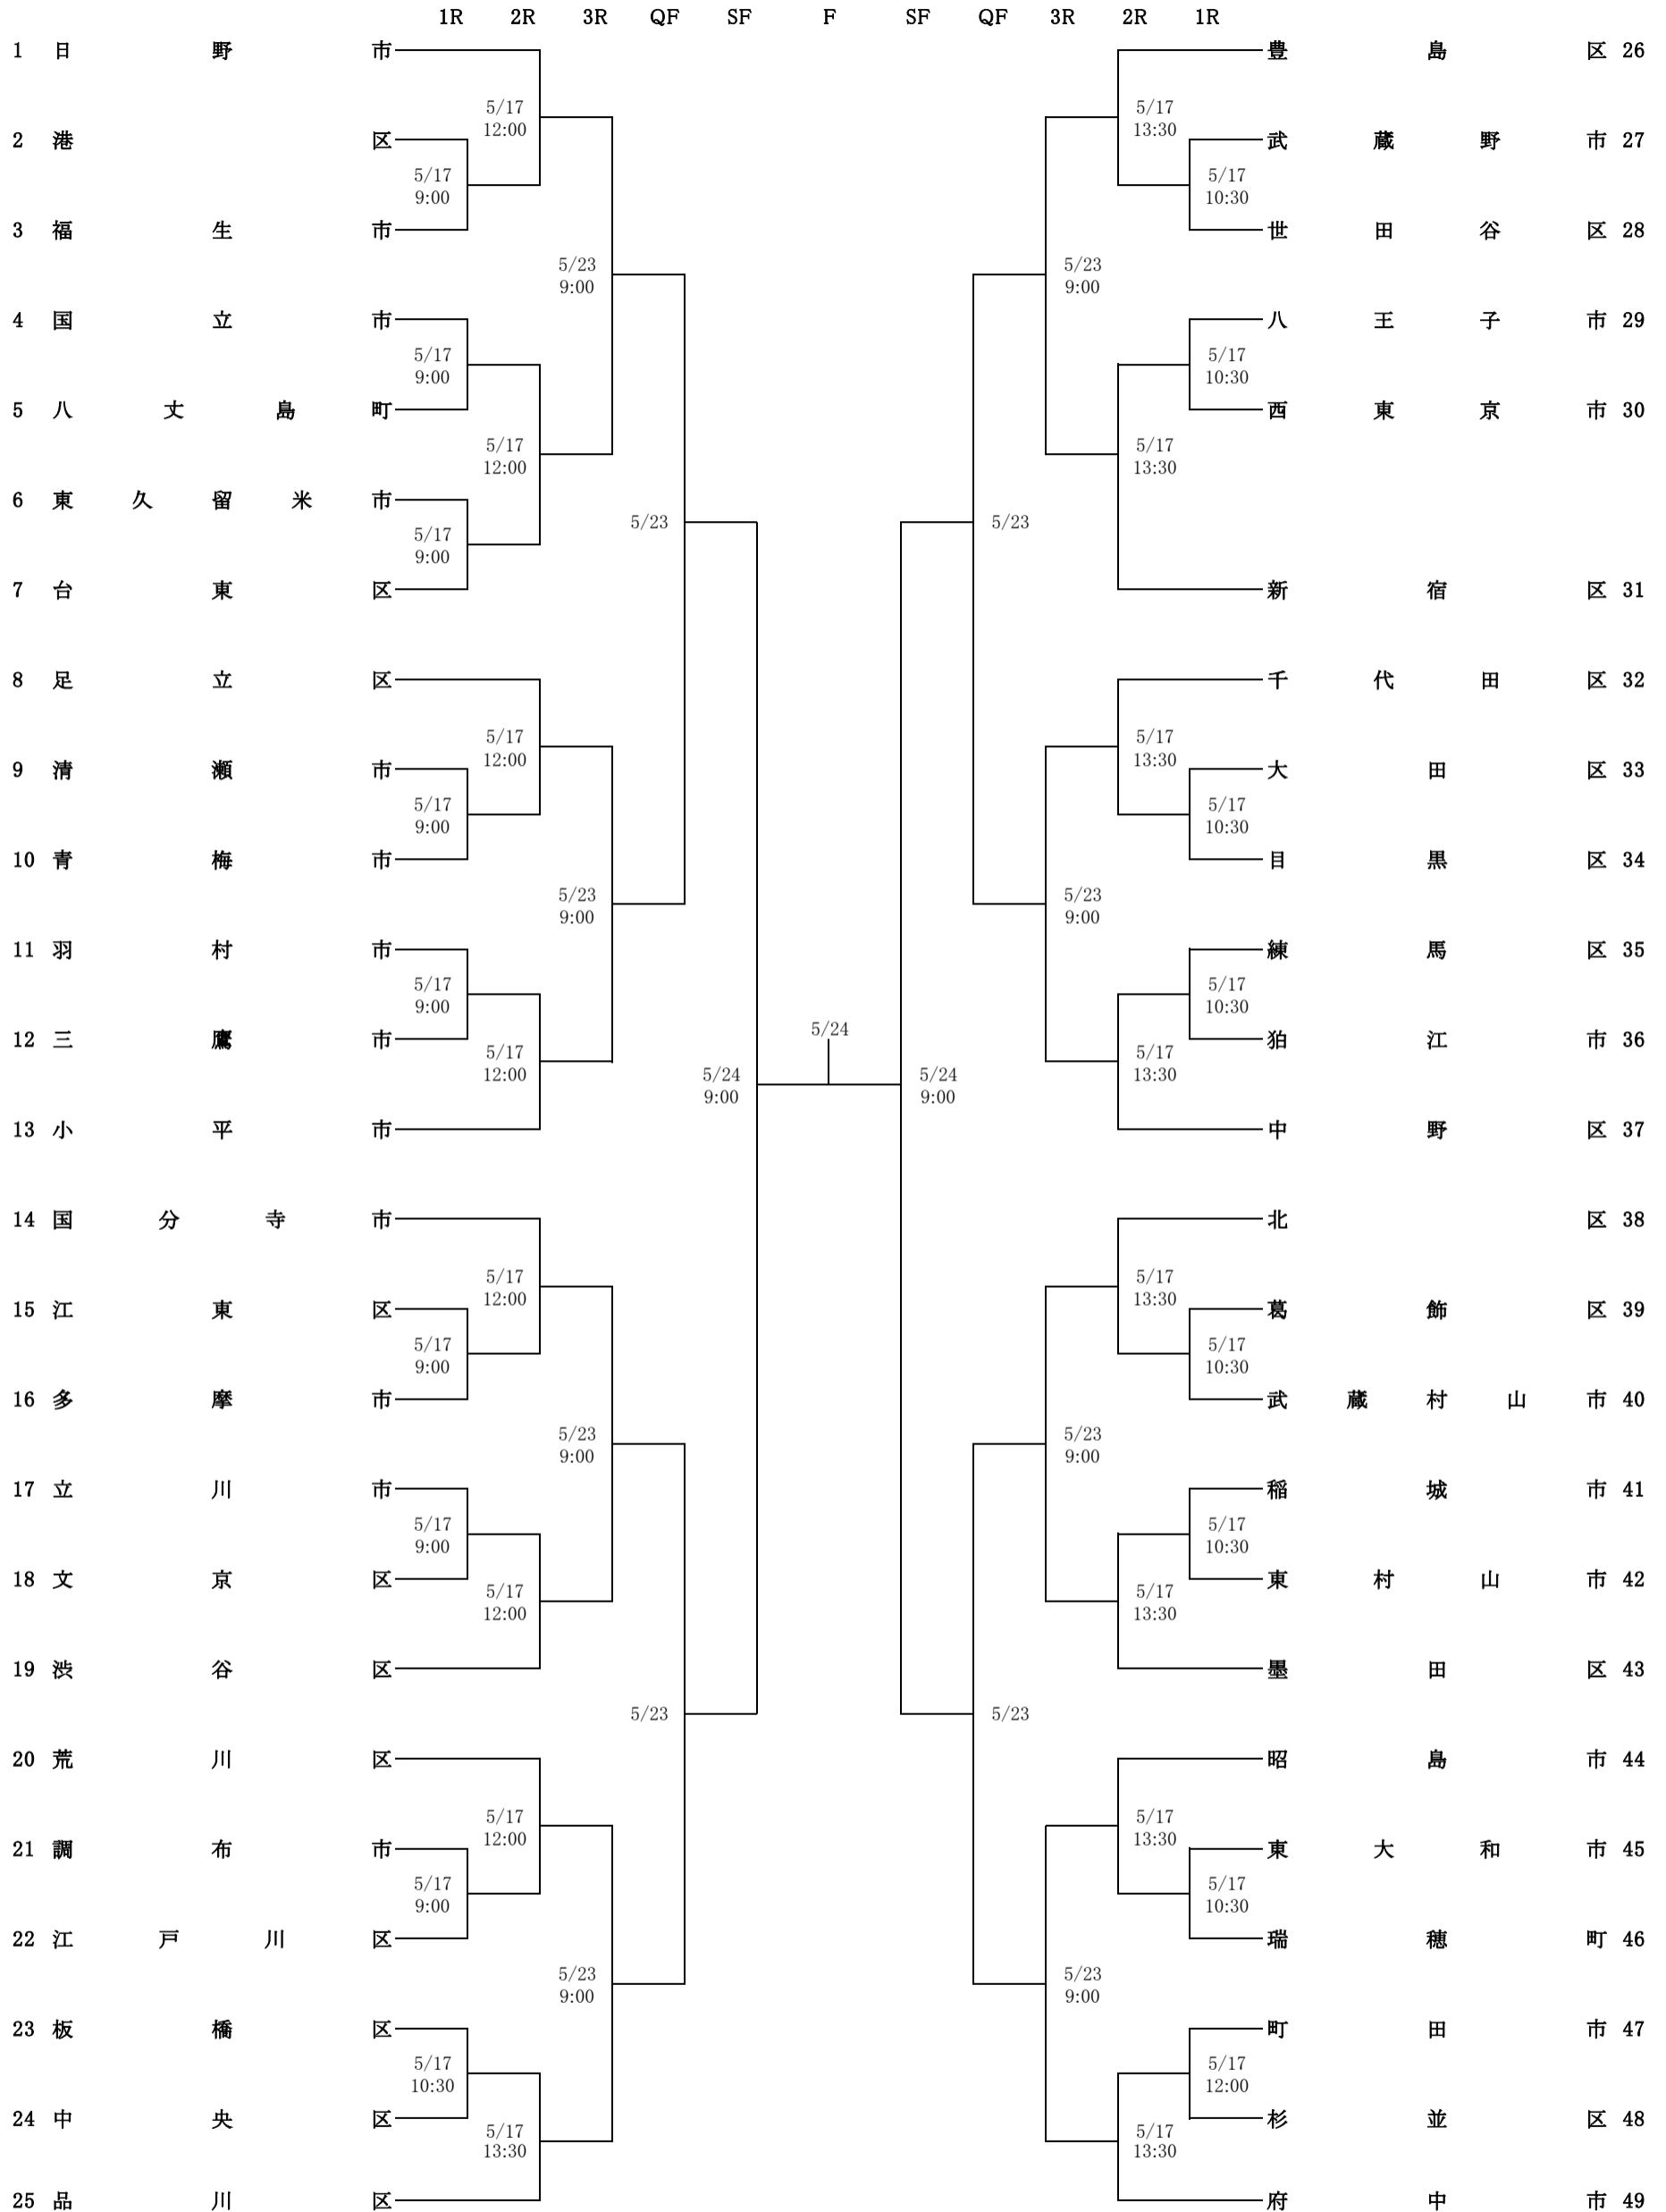 1R 2R 3R QF SF F SF QF 3R 2R 1R
1 日野市 豊島区 26
5/17 5/17
12:00 13:30
2 港区 武蔵野市 27
5/17 5/17
9:00 10:30
3 福生市 世田谷区 28
5/23 5/23
9:00 9:00
4 国立市 八王子市 29
5/17 5/17
9:00 10:30
5 八丈島町 西東京市 30
5/17 5/17
12:00 13:30
6 東久留米市
5/23 5/23
5/17
9:00
7 台東区 新宿区 31
8 足立区 千代田区 32
5/17 5/17
12:00 13:30
9 清瀬市 大田区 33
5/17 5/17
9:00 10:30
10 青梅市 目黒区 34
5/23 5/23
9:00 9:00
11 羽村市 練馬区 35
5/17 5/17
9:00 10:30
5/24
12 三鷹市 狛江市 36
5/17 5/17
12:00 13:30
5/24 5/24
9:00 9:00
13 小平市 中野区 37
14 国分寺市 北区 38
5/17 5/17
12:00 13:30
15 江東区 葛飾区 39
5/17 5/17
9:00 10:30
16 多摩市 武蔵村山市 40
5/23 5/23
9:00 9:00
17 立川市 稲城市 41
5/17 5/17
9:00 10:30
18 文京区 東村山市 42
5/17 5/17
12:00 13:30
19 渋谷区 墨田区 43
5/23 5/23
20 荒川区 昭島市 44
5/17 5/17
12:00 13:30
21 調布市 東大和市 45
5/17 5/17
9:00 10:30
22 江戸川区 瑞穂町 46
5/23 5/23
9:00 9:00
23 板橋区 町田市 47
5/17 5/17
10:30 12:00
24 中央区 杉並区 48
5/17 5/17
13:30 13:30
25 品川区 府中市 49